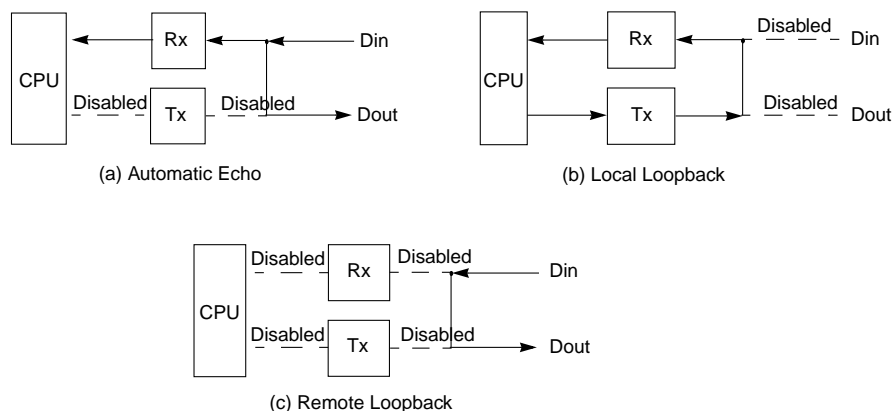 Rx
Din
CPU
Disabled
Tx
Disabled
Dout
(a) Automatic Echo
Disabled
Rx
Din
CPU
Disabled
Tx
Dout
(b) Local Loopback
Disabled
Rx
Disabled
Din
CPU
Disabled
Tx
Disabled
Dout
(c) Remote Loopback